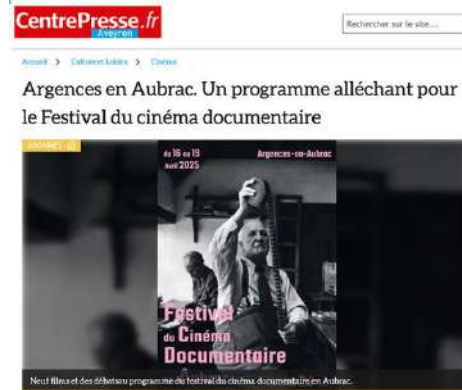 CentrePresse.fr
Aveyron
Rechercher sur le site...
Accueil > Culture et Loisirs > Cinéma
Argences en Aubrac. Un programme alléchant pour
le Festival du cinéma documentaire
ABONNÉS
du 16 au 19
Avril 2025
Argences-en-Aubrac
Festival
du Cinéma
Documentaire
Neuf films et des débats au programme du festival du cinéma documentaire en Aubrac.